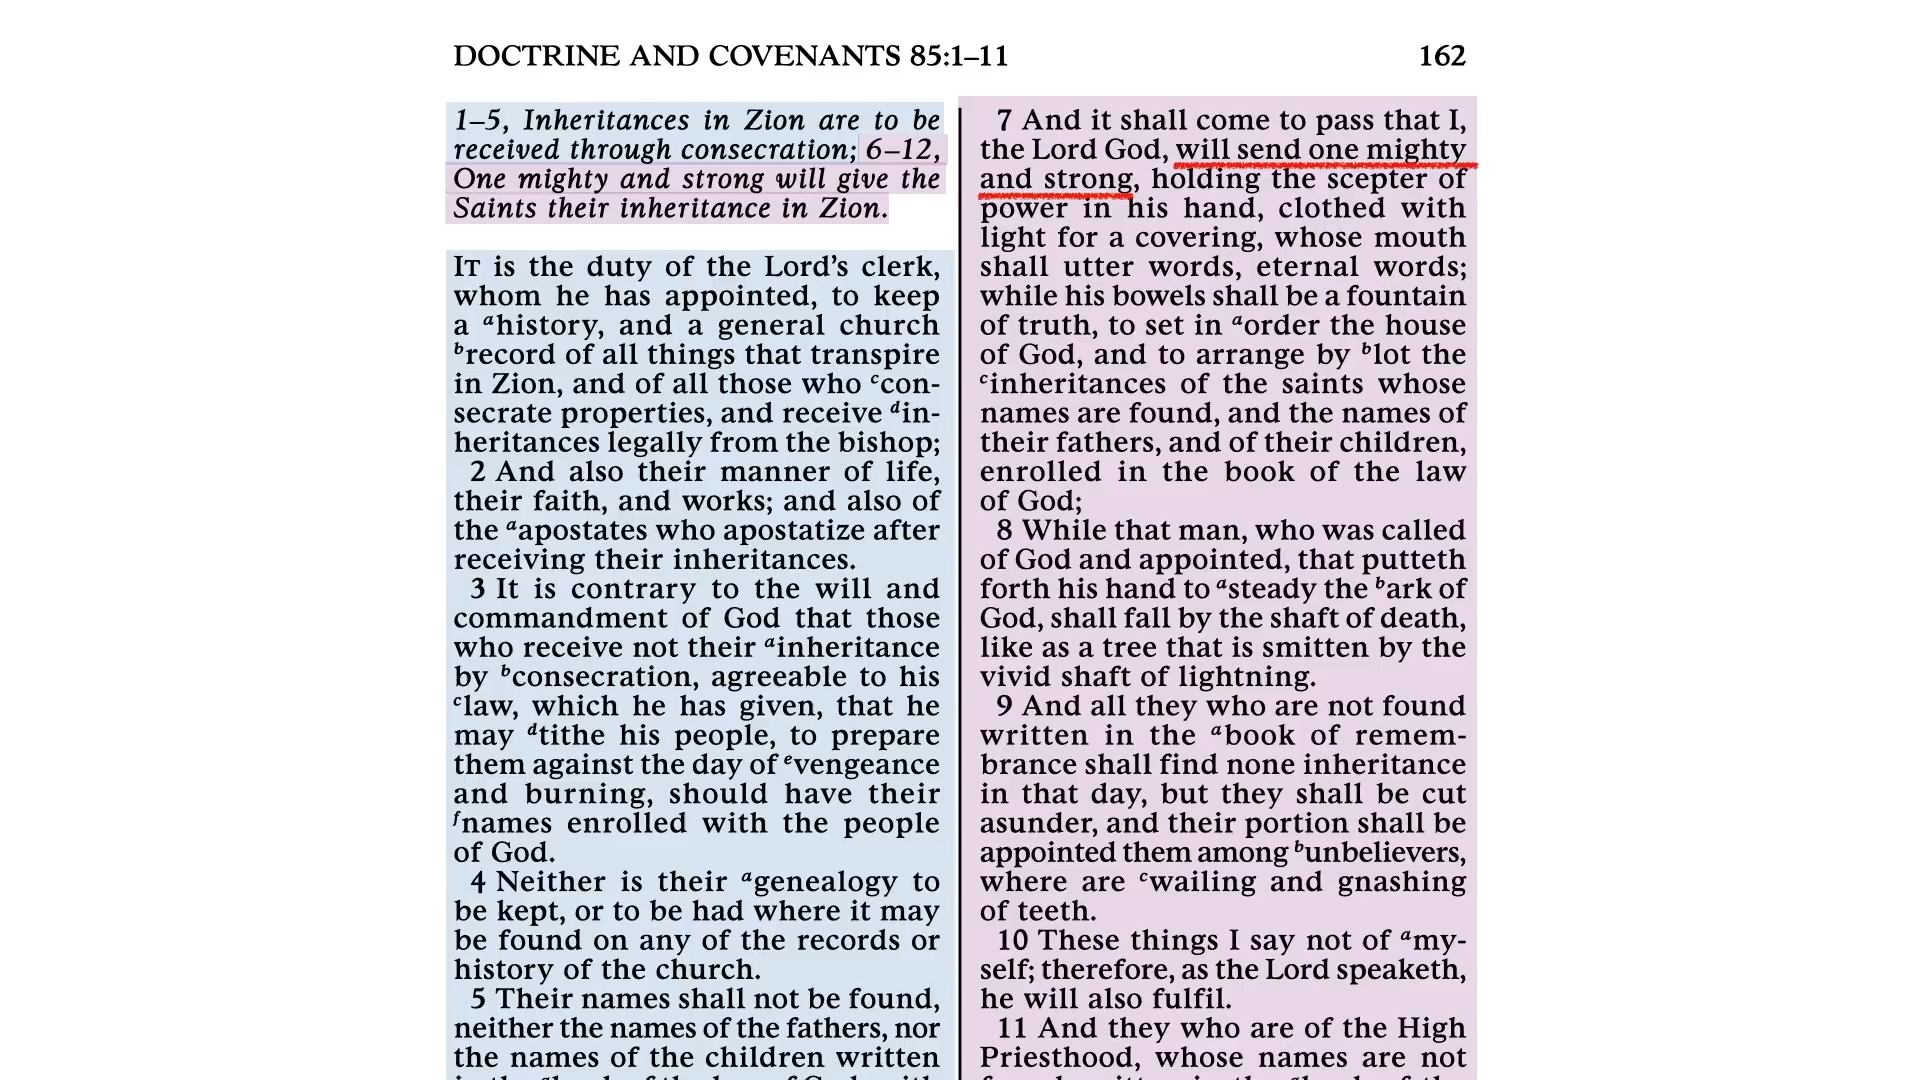 DOCTRINE AND COVENANTS 85:1–11 162
1–5, Inheritances in Zion are to be
received through consecration; 6–12,
One mighty and strong will give the
Saints their inheritance in Zion.
IT is the duty of the Lord’s clerk,
whom he has appointed, to keep
a ᵃhistory, and a general church
ᵇrecord of all things that transpire
in Zion, and of all those who ᶜcon-
secrate properties, and receive ᵈin-
heritances legally from the bishop;
2 And also their manner of life,
their faith, and works; and also of
the ᵃapostates who apostatize after
receiving their inheritances.
3 It is contrary to the will and
commandment of God that those
who receive not their ᵃinheritance
by ᵇconsecration, agreeable to his
ᶜlaw, which he has given, that he
may ᵈtithe his people, to prepare
them against the day of ᵉvengeance
and burning, should have their
ᶠnames enrolled with the people
of God.
4 Neither is their ᵃgenealogy to
be kept, or to be had where it may
be found on any of the records or
history of the church.
5 Their names shall not be found,
neither the names of the fathers, nor
the names of the children written
7 And it shall come to pass that I,
the Lord God, will send one mighty
and strong, holding the scepter of
power in his hand, clothed with
light for a covering, whose mouth
shall utter words, eternal words;
while his bowels shall be a fountain
of truth, to set in ᵃorder the house
of God, and to arrange by ᵇlot the
ᶜinheritances of the saints whose
names are found, and the names of
their fathers, and of their children,
enrolled in the book of the law
of God;
8 While that man, who was called
of God and appointed, that putteth
forth his hand to ᵃsteady the ᵇark of
God, shall fall by the shaft of death,
like as a tree that is smitten by the
vivid shaft of lightning.
9 And all they who are not found
written in the ᵃbook of remem-
brance shall find none inheritance
in that day, but they shall be cut
asunder, and their portion shall be
appointed them among ᵇunbelievers,
where are ᶜwailing and gnashing
of teeth.
10 These things I say not of ᵃmy-
self; therefore, as the Lord speaketh,
he will also fulfil.
11 And they who are of the High
Priesthood, whose names are not